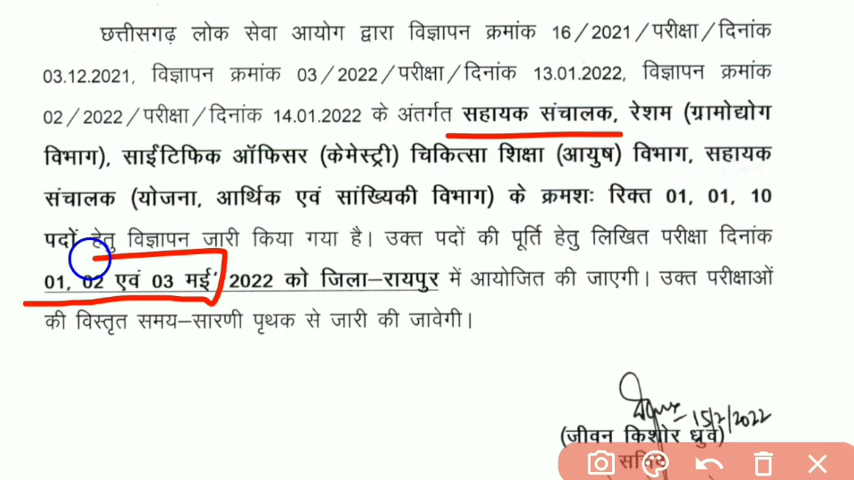 छत्तीसगढ़ लोक सेवा आयोग द्वारा विज्ञापन क्रमांक 16/2021/परीक्षा/दिनांक
03.12.2021, विज्ञापन क्रमांक 03/2022/परीक्षा/दिनांक 13.01.2022, विज्ञापन क्रमांक
02/2022/परीक्षा/दिनांक 14.01.2022 के अंतर्गत सहायक संचालक, रेशम (ग्रामोद्योग
विभाग), साईंटिफिक ऑफिसर (केमेस्ट्री) चिकित्सा शिक्षा (आयुष) विभाग, सहायक
संचालक (योजना, आर्थिक एवं सांख्यिकी विभाग) के क्रमशः रिक्त 01, 01, 10
पदों हेतु विज्ञापन जारी किया गया है। उक्त पदों की पूर्ति हेतु लिखित परीक्षा दिनांक
01, 02 एवं 03 मई' 2022 को जिला–रायपुर में आयोजित की जाएगी। उक्त परीक्षाओं
की विस्तृत समय–सारणी पृथक से जारी की जावेगी।
15/2/2022
(जीवन किशोर ध्रुव)
सचिव